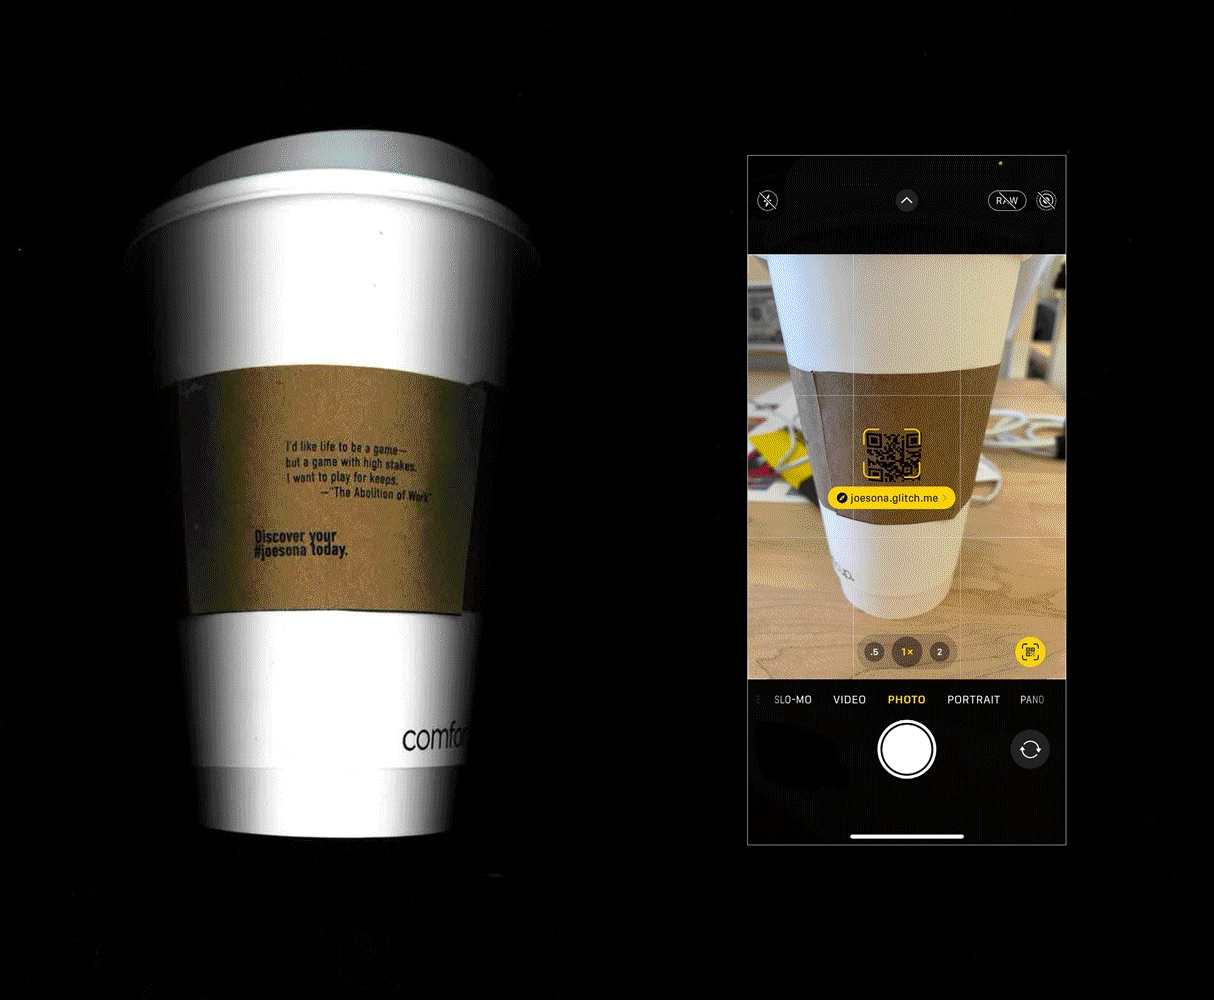 I'd like life to be a game—
but a game with high stakes.
I want to play for keeps.
—"The Abolition of Work"
Discover your
#joesona today.
comfor
RAW
joesona.glitch.me
up.
.5
1×
2
SLO-MO
VIDEO
PHOTO
PORTRAIT
PANO